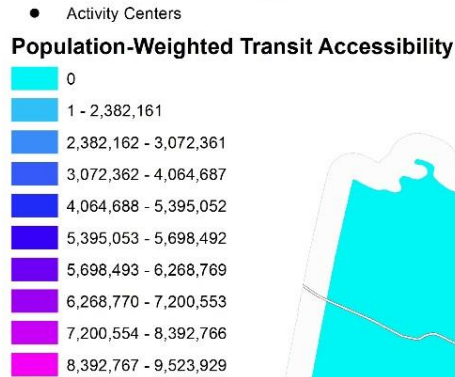 Activity Centers
Population-Weighted Transit Accessibility
0
1 - 2,382,161
2,382,162 - 3,072,361
3,072,362 - 4,064,687
4,064,688 - 5,395,052
5,395,053 - 5,698,492
5,698,493 - 6,268,769
6,268,770 - 7,200,553
7,200,554 - 8,392,766
8,392,767 - 9,523,929